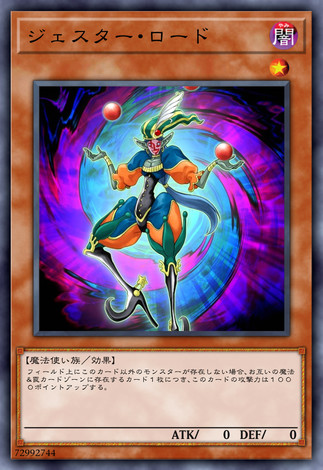 ジェスター・ロード
闇
やみ
【魔法使い族／効果】
フィールド上にこのカード以外のモンスターが存在しない場合、お互いの魔法
&罠カードゾーンに存在するカード１枚につき、このカードの攻撃力は１００
０ポイントアップする。
ATK/ 0 DEF/ 0
72992744